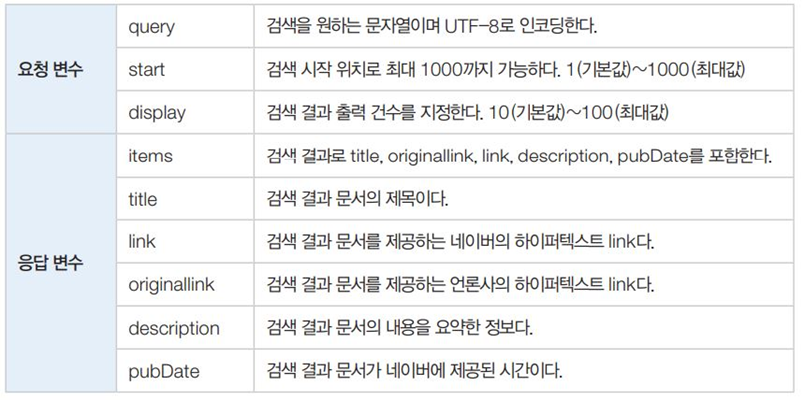 요청 변수
query 검색을 원하는 문자열이며 UTF-8로 인코딩한다.
start 검색 시작 위치로 최대 1000까지 가능하다. 1(기본값)~1000(최대값)
display 검색 결과 출력 건수를 지정한다. 10(기본값)~100(최대값)
응답 변수
items 검색 결과로 title, originallink, link, description, pubDate를 포함한다.
title 검색 결과 문서의 제목이다.
link 검색 결과 문서를 제공하는 네이버의 하이퍼텍스트 link다.
originallink 검색 결과 문서를 제공하는 언론사의 하이퍼텍스트 link다.
description 검색 결과 문서의 내용을 요약한 정보다.
pubDate 검색 결과 문서가 네이버에 제공된 시간이다.